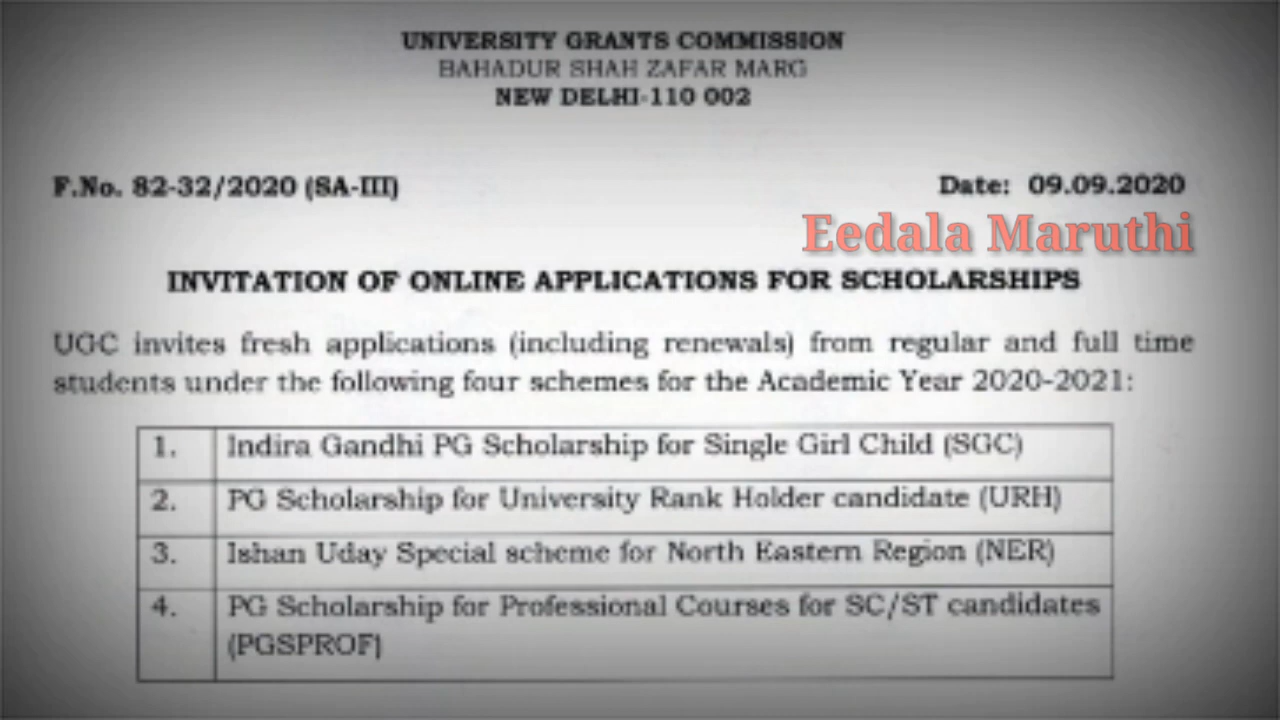 UNIVERSITY GRANTS COMMISSION
BAHADUR SHAH ZAFAR MARG
NEW DELHI-110 002
F.No. 82-32/2020 (SA-III)
Date: 09.09.2020
Eedala Maruthi
INVITATION OF ONLINE APPLICATIONS FOR SCHOLARSHIPS
UGC invites fresh applications (including renewals) from regular and full time
students under the following four schemes for the Academic Year 2020-2021:
1. Indira Gandhi PG Scholarship for Single Girl Child (SGC)
2. PG Scholarship for University Rank Holder candidate (URH)
3. Ishan Uday Special scheme for North Eastern Region (NER)
4. PG Scholarship for Professional Courses for SC/ST candidates
(PGSPROF)